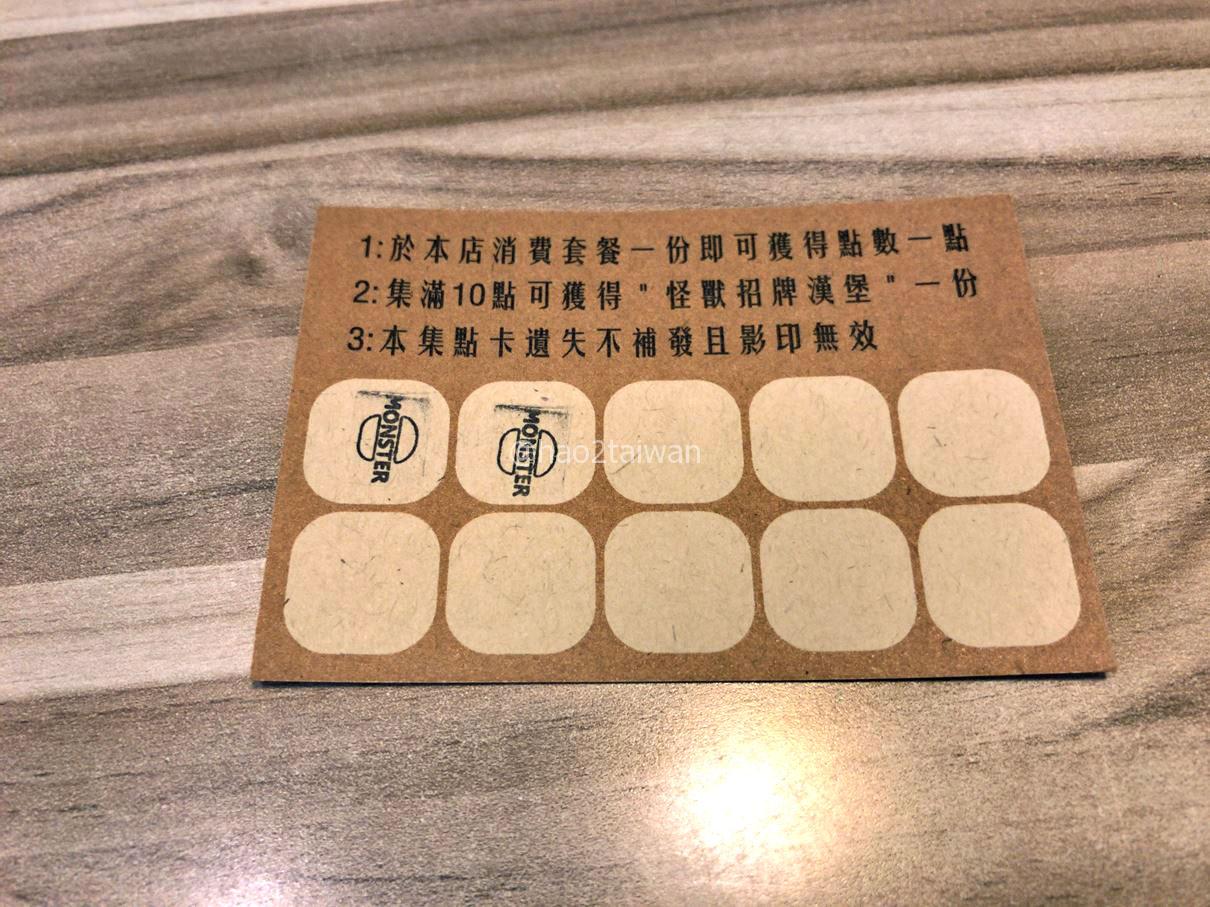 1:於本店消費套餐一份即可獲得點數一點
2:集滿10點可獲得"怪獸招牌漢堡"一份
3:本集點卡遺失不補發且影印無效
MONSTER
MONSTER
@hao2taiwan